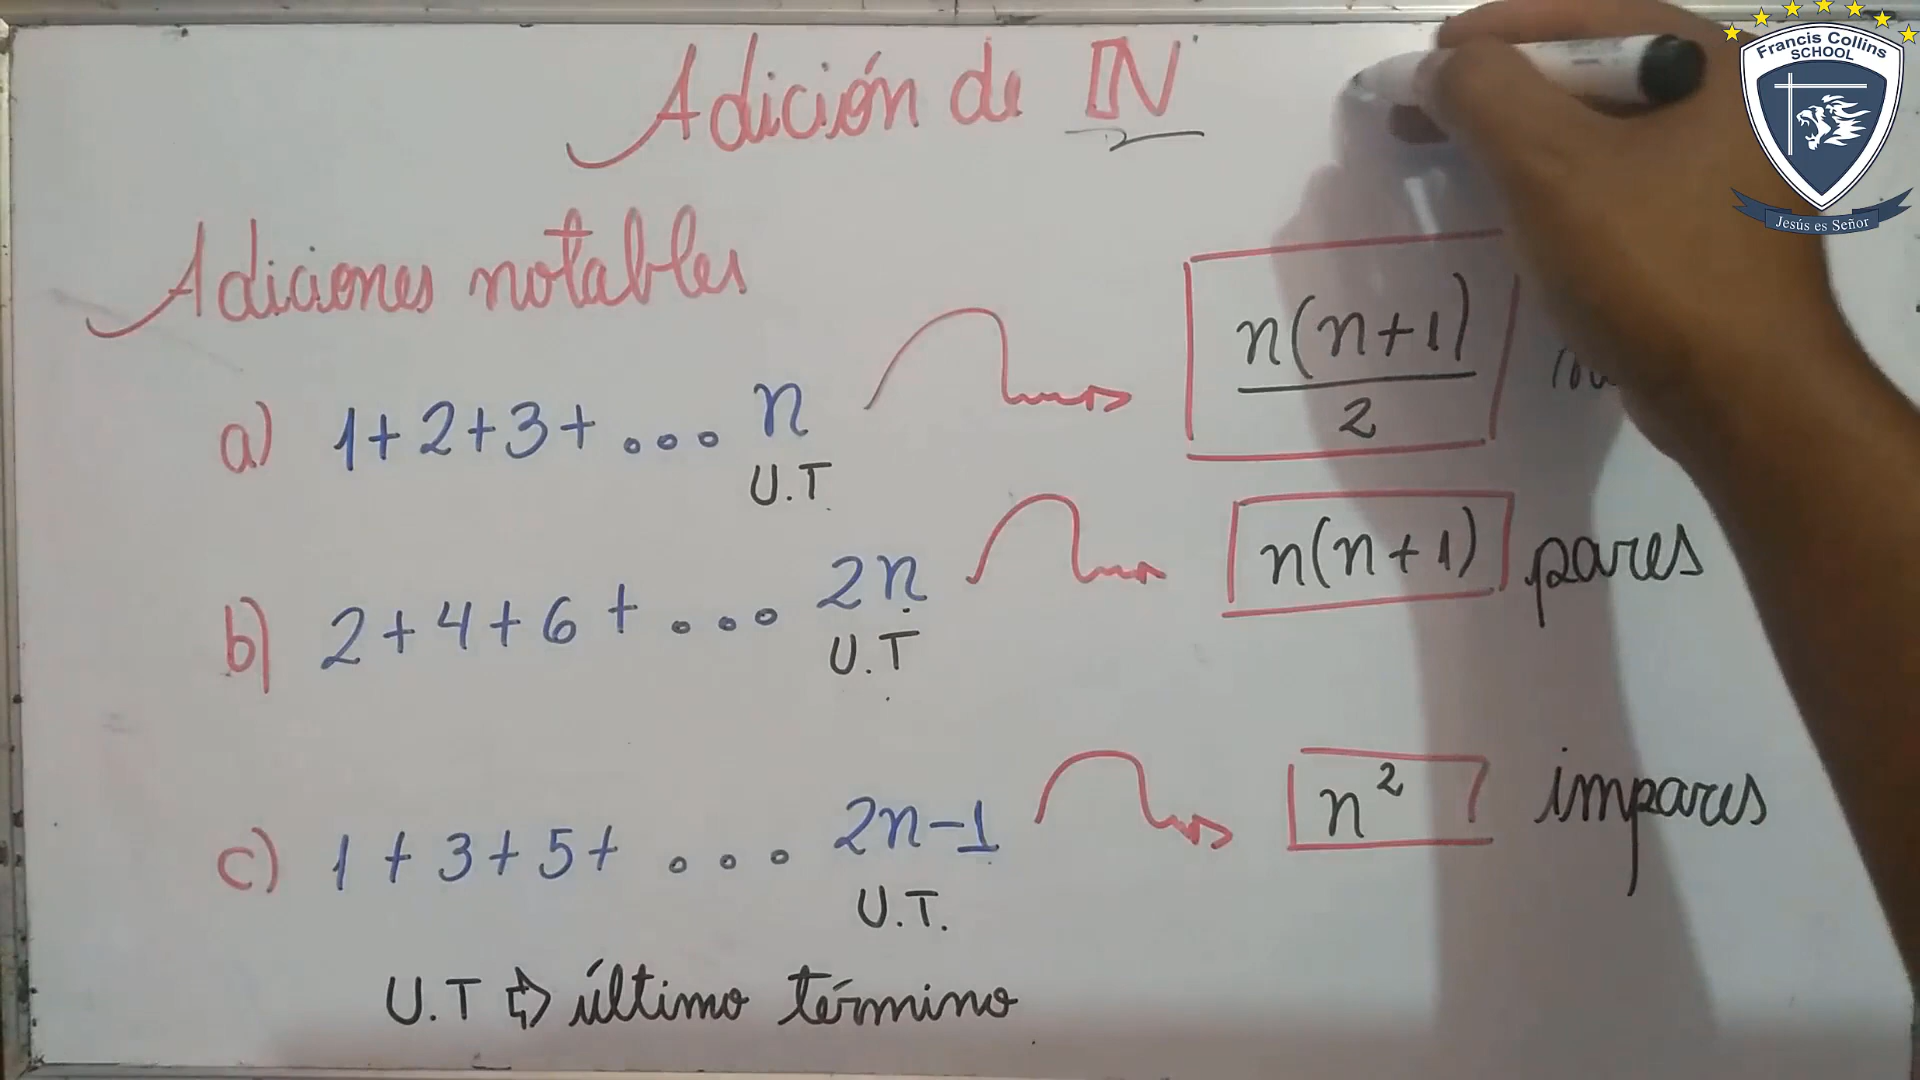 Adición de ℕ
Francis Collins
SCHOOL
Jesús es Señor
Adiciones notables
a) 1+2+3+ ... n
U.T.
n(n+1)
2
b) 2+4+6+ ... 2n
U.T
n(n+1) pares
c) 1+3+5+ ... 2n-1
U.T.
n² impares
U.T ⇨ último término